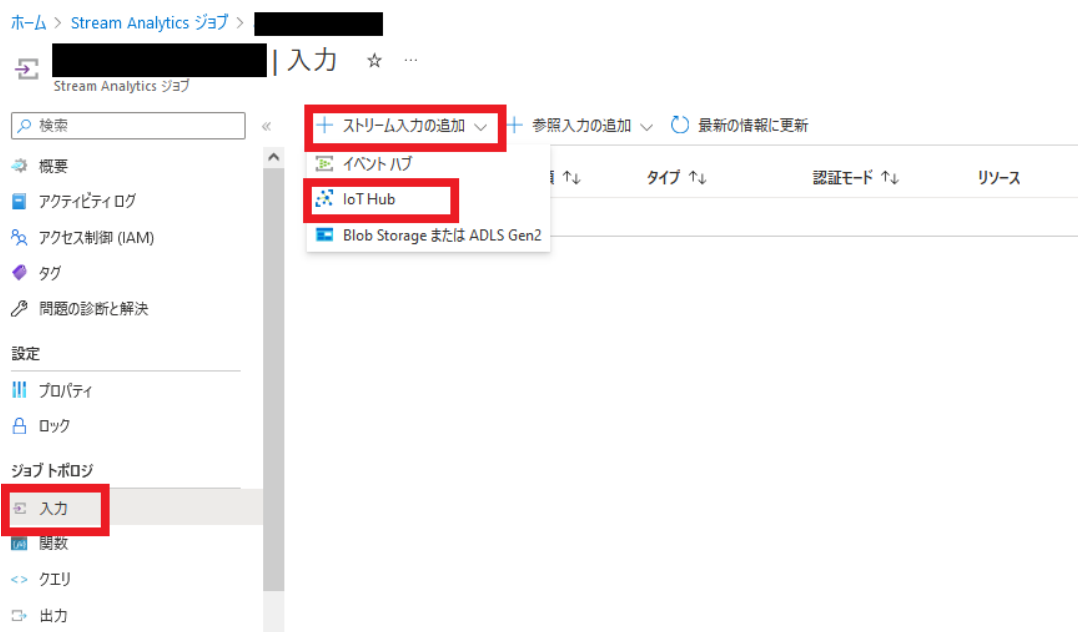 ホーム > Stream Analytics ジョブ >
| 入力 ☆ …
Stream Analytics ジョブ
検索 «
+ ストリーム入力の追加 + 参照入力の追加 最新の情報に更新
イベント ハブ
IoT Hub
Blob Storage または ADLS Gen2
↑↓ タイプ ↑↓ 認証モード ↑↓ リソース
概要
アクティビティ ログ
アクセス制御 (IAM)
タグ
問題の診断と解決
設定
プロパティ
ロック
ジョブ トポロジ
入力
関数
クエリ
出力